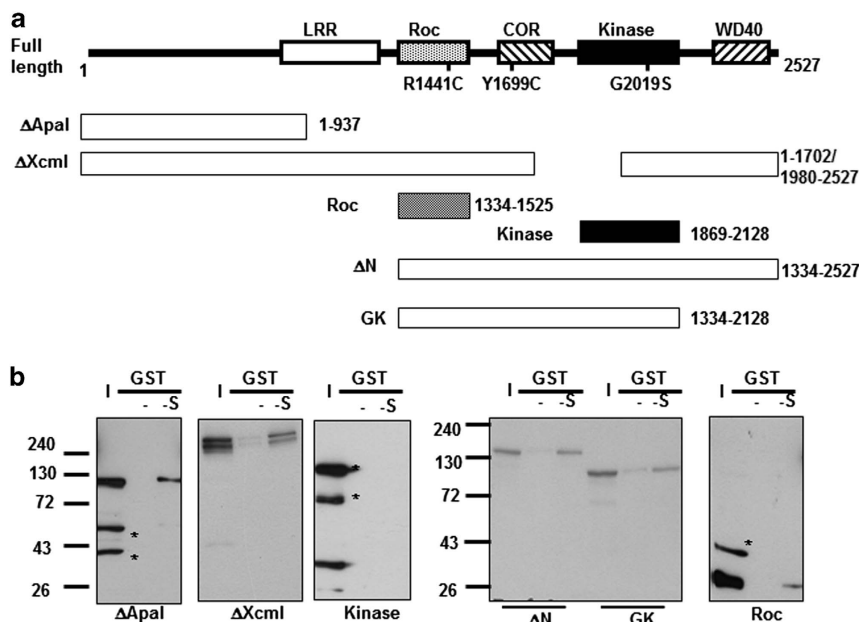 a
LRR Roc COR Kinase WD40
Full
length
1
2527
R1441C Y1699C G2019S
ΔApaI 1-937
ΔXcmI 1-1702/
1980-2527
Roc 1334-1525
Kinase 1869-2128
ΔN 1334-2527
GK 1334-2128
b
I GST I GST I GST I GST I GST I GST
- -S - -S - -S - -S - -S - -S
240
130
72
43
26
*
*
*
*
240
130
72
43
26
*
ΔApaI ΔXcmI Kinase ΔN GK Roc